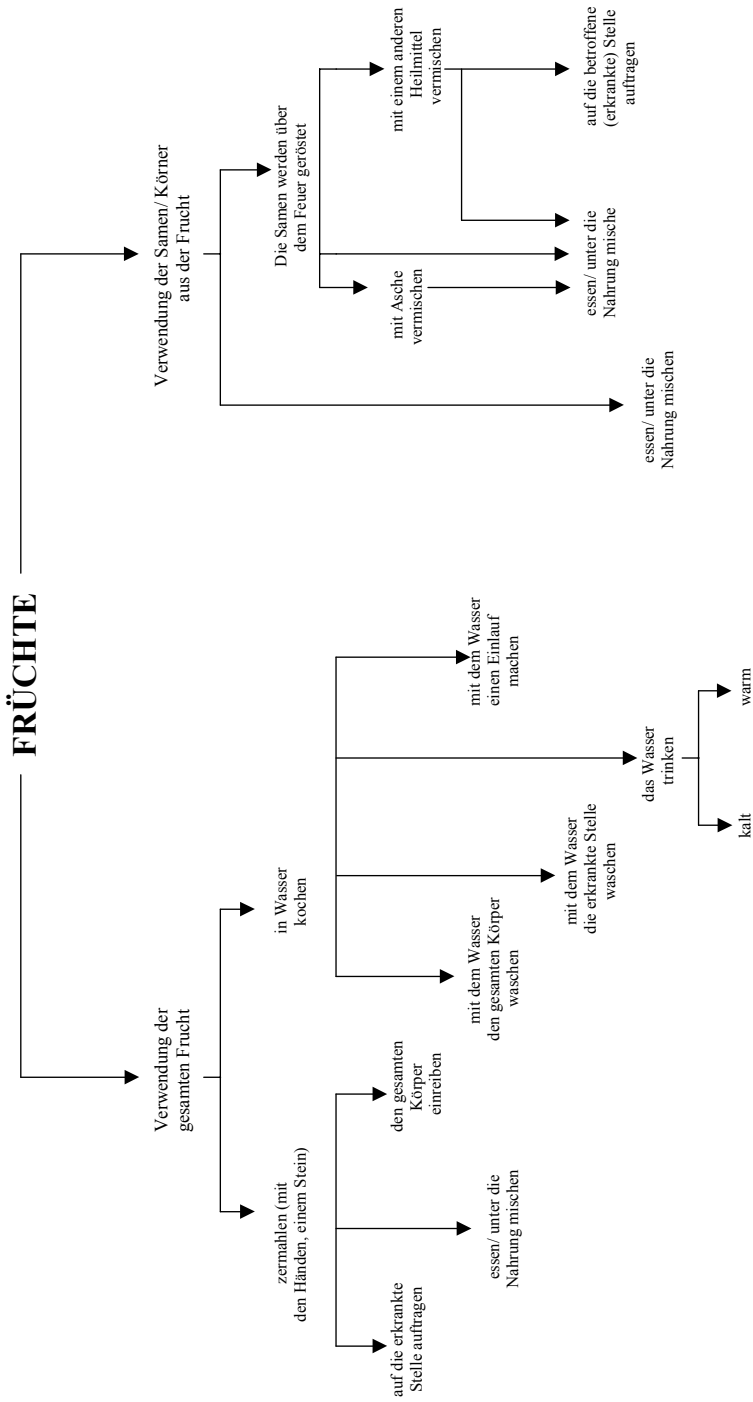 FRÜCHTE
Verwendung der
gesamten Frucht
zermahlen (mit
den Händen, einem Stein)
auf die erkrankte
Stelle auftragen
essen/ unter die
Nahrung mischen
den gesamten
Körper
einreiben
in Wasser
kochen
mit dem Wasser
den gesamten Körper
waschen
mit dem Wasser
die erkrankte Stelle
waschen
das Wasser
trinken
kalt
warm
mit dem Wasser
einen Einlauf
machen
Verwendung der Samen/ Körner
aus der Frucht
essen/ unter die
Nahrung mischen
Die Samen werden über
dem Feuer geröstet
mit Asche
vermischen
essen/ unter die
Nahrung mische
mit einem anderen
Heilmittel
vermischen
auf die betroffene
(erkrankte) Stelle
auftragen